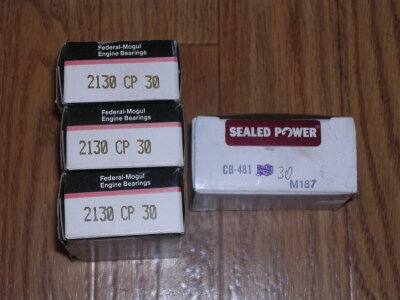 Federal-Mogul
Engine Bearings
2130 CP 30
Federal-Mogul
Engine Bearings
2130 CP 30
Federal-Mogul
Engine Bearings
2130 CP 30
SEALED POWER
CB-481 30
M187